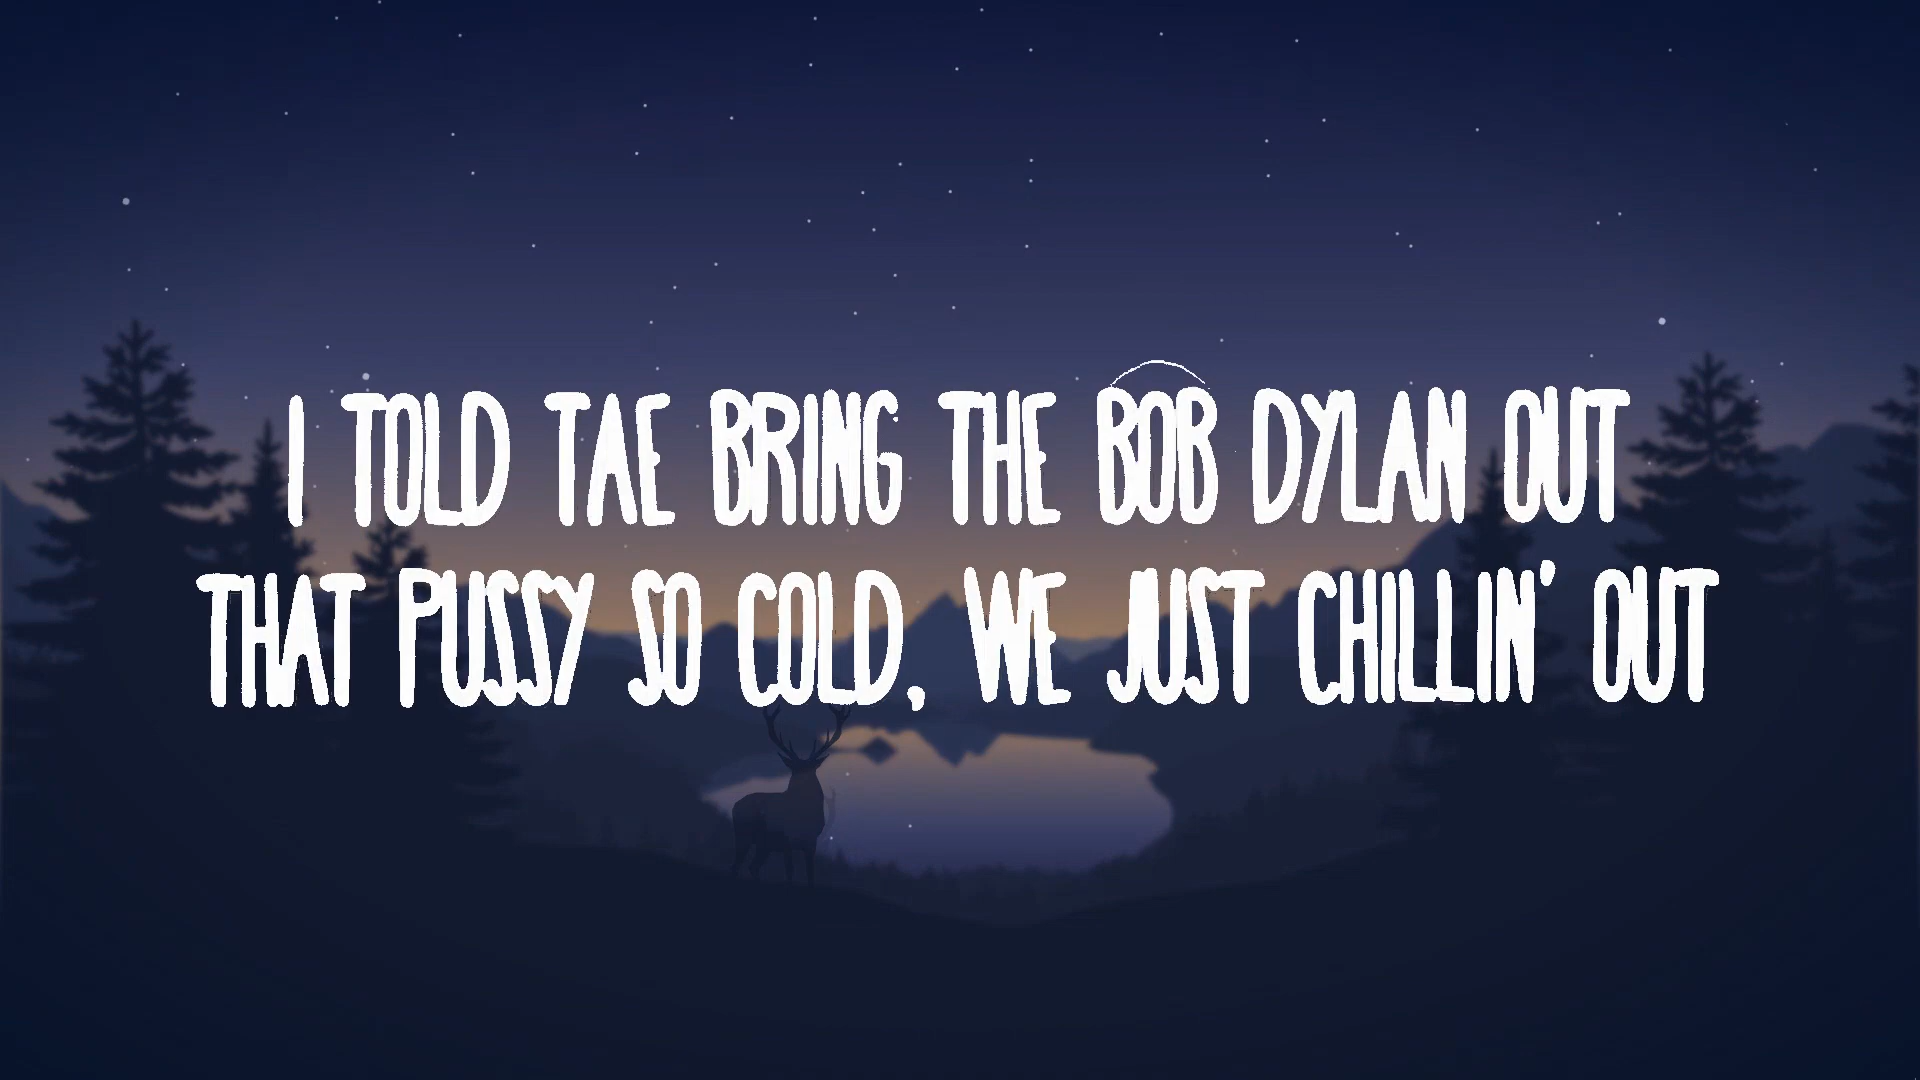 I TOLD TAE BRING THE BOB DYLAN OUT
THAT PUSSY SO COLD, WE JUST CHILLIN' OUT